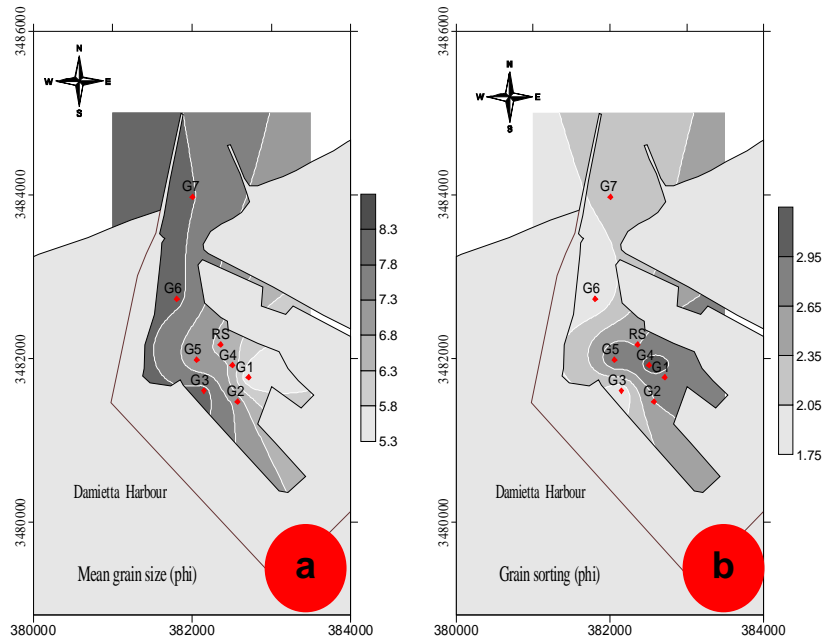 3486000
3484000
3482000
3480000
380000
382000
384000
N
W
E
S
G7
G6
RS
G5
G4
G1
G3
G2
8.3
7.8
7.3
6.8
6.3
5.8
5.3
Damietta Harbour
Mean grain size (phi)
a
3486000
3484000
3482000
3480000
380000
382000
384000
N
W
E
S
G7
G6
RS
G5
G4
G1
G3
G2
2.95
2.65
2.35
2.05
1.75
Damietta Harbour
Grain sorting (phi)
b